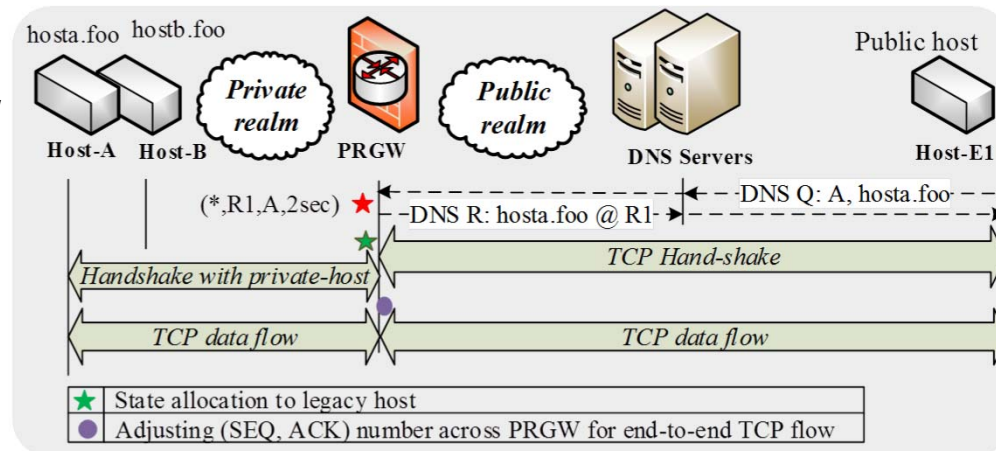 hosta.foo hostb.foo
Public host
Private
realm
Public
realm
Host-A Host-B PRGW DNS Servers Host-E1
DNS Q: A, hosta.foo
(*,R1,A,2sec)
DNS R: hosta.foo @ R1
TCP Hand-shake
Handshake with private-host
TCP data flow TCP data flow
State allocation to legacy host
Adjusting (SEQ, ACK) number across PRGW for end-to-end TCP flow